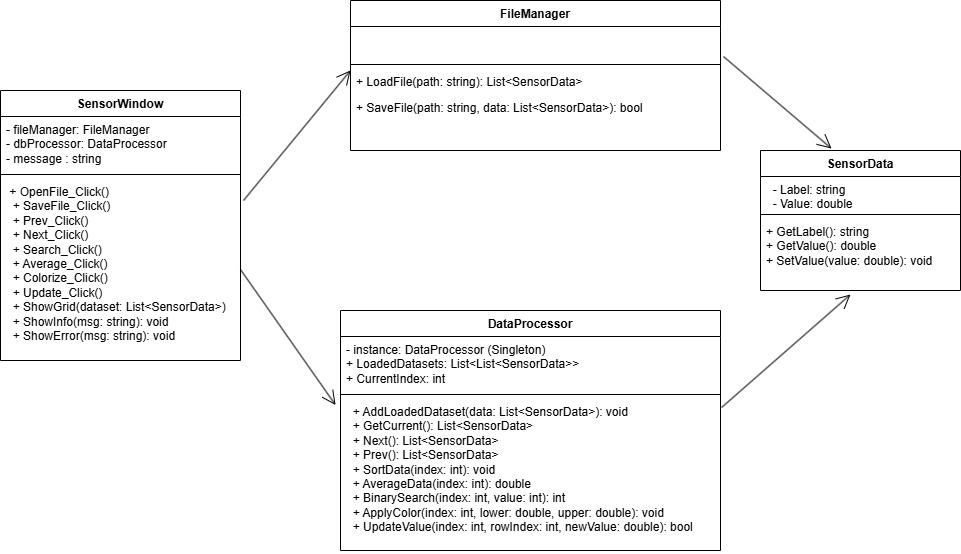 FileManager
+ LoadFile(path: string): List<SensorData>
+ SaveFile(path: string, data: List<SensorData>): bool
SensorWindow
- fileManager: FileManager
- dbProcessor: DataProcessor
- message : string
+ OpenFile_Click()
+ SaveFile_Click()
+ Prev_Click()
+ Next_Click()
+ Search_Click()
+ Average_Click()
+ Colorize_Click()
+ Update_Click()
+ ShowGrid(dataset: List<SensorData>)
+ ShowInfo(msg: string): void
+ ShowError(msg: string): void
SensorData
- Label: string
- Value: double
+ GetLabel(): string
+ GetValue(): double
+ SetValue(value: double): void
DataProcessor
- instance: DataProcessor (Singleton)
+ LoadedDatasets: List<List<SensorData>>
+ CurrentIndex: int
+ AddLoadedDataset(data: List<SensorData>): void
+ GetCurrent(): List<SensorData>
+ Next(): List<SensorData>
+ Prev(): List<SensorData>
+ SortData(index: int): void
+ AverageData(index: int): double
+ BinarySearch(index: int, value: int): int
+ ApplyColor(index: int, lower: double, upper: double): void
+ UpdateValue(index: int, rowIndex: int, newValue: double): bool